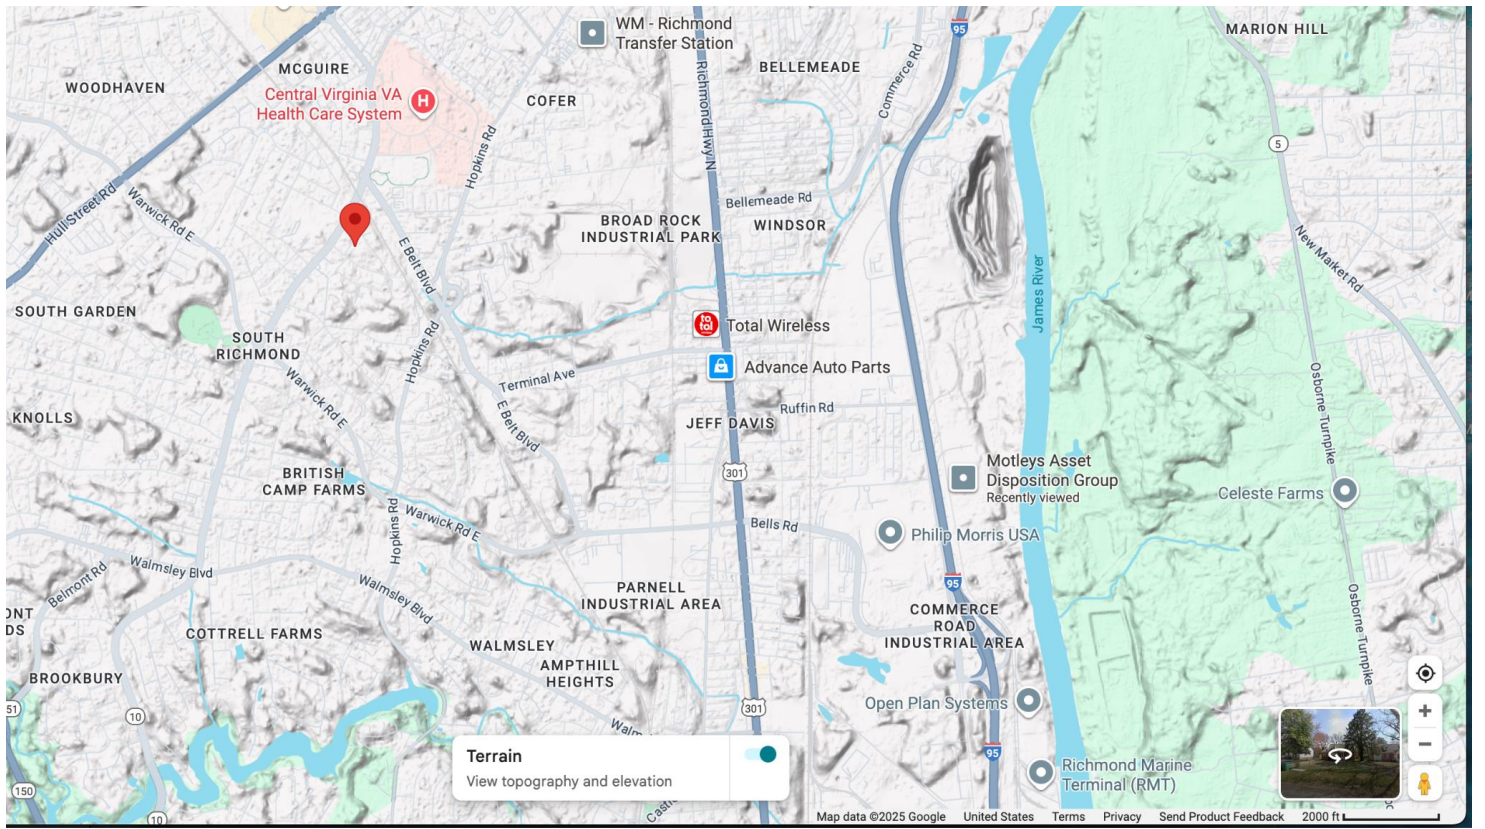 WM - Richmond
Transfer Station
95
MARION HILL
MCGUIRE
BELLEMEADE
WOODHAVEN
Central Virginia VA
Health Care System
H
COFER
Commerce Rd
Richmond Hwy N
5
Hopkins Rd
Hull Street Rd
Warwick Rd E
Bellemeade Rd
BROAD ROCK
INDUSTRIAL PARK
WINDSOR
New Market Rd
E Belt Blvd
James River
SOUTH GARDEN
to
tal
Total Wireless
SOUTH
RICHMOND
Hopkins Rd
Advance Auto Parts
Terminal Ave
Warwick Rd E
Ruffin Rd
Osborne Turnpike
KNOLLS
E Belt Blvd
JEFF DAVIS
BRITISH
CAMP FARMS
301
Motleys Asset
Disposition Group
Recently viewed
Celeste Farms
Hopkins Rd
Warwick Rd E
Bells Rd
Philip Morris USA
Walmsley Blvd
Belmont Rd
Walmsley Blvd
95
PARNELL
INDUSTRIAL AREA
COMMERCE
ROAD
INDUSTRIAL AREA
Osborne Turnpike
ONT
DS
COTTRELL FARMS
WALMSLEY
AMPTHILL
HEIGHTS
BROOKBURY
51
10
301
Open Plan Systems
Walm
95
Terrain
View topography and elevation
Richmond Marine
Terminal (RMT)
150
10
Castl
Map data ©2025 Google United States Terms Privacy Send Product Feedback 2000 ft